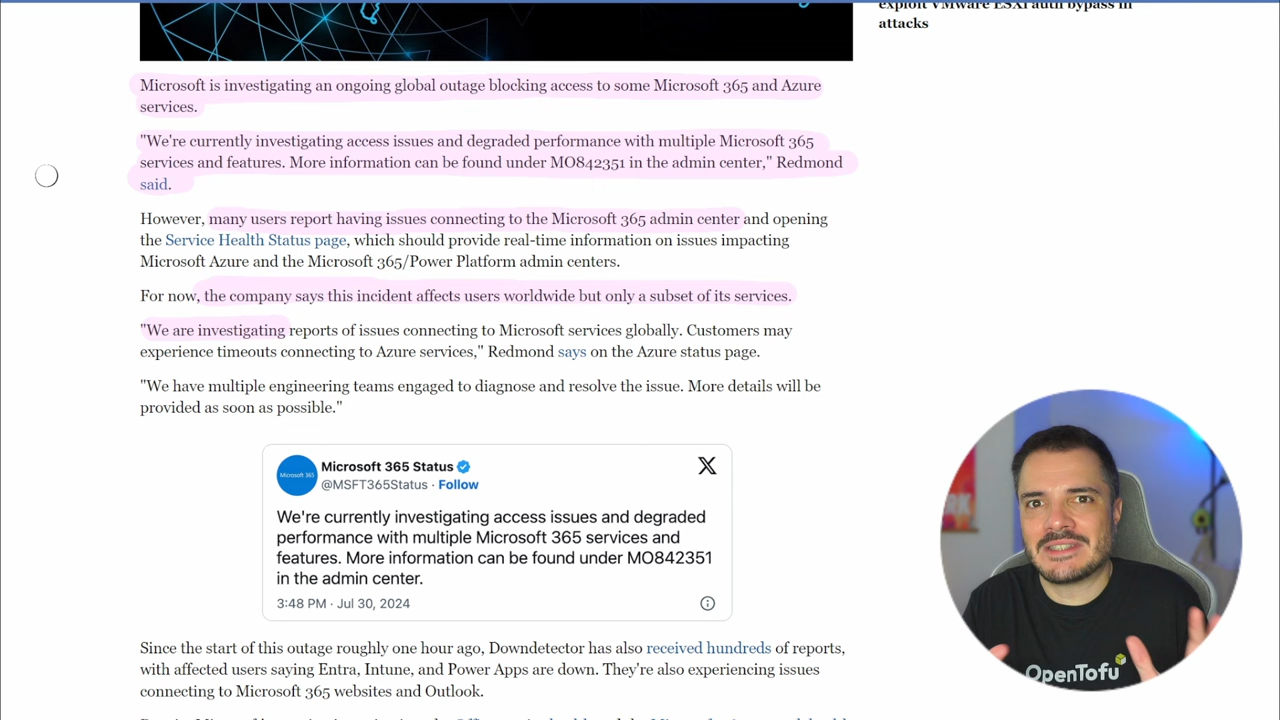 exploit VMware ESXi auth bypass in
attacks
Microsoft is investigating an ongoing global outage blocking access to some Microsoft 365 and Azure
services.
"We're currently investigating access issues and degraded performance with multiple Microsoft 365
services and features. More information can be found under MO842351 in the admin center," Redmond
said.
However, many users report having issues connecting to the Microsoft 365 admin center and opening
the Service Health Status page, which should provide real-time information on issues impacting
Microsoft Azure and the Microsoft 365/Power Platform admin centers.
For now, the company says this incident affects users worldwide but only a subset of its services.
"We are investigating reports of issues connecting to Microsoft services globally. Customers may
experience timeouts connecting to Azure services," Redmond says on the Azure status page.
"We have multiple engineering teams engaged to diagnose and resolve the issue. More details will be
provided as soon as possible."
Microsoft 365
Microsoft 365 Status
@MSFT365Status · Follow
We're currently investigating access issues and degraded
performance with multiple Microsoft 365 services and
features. More information can be found under MO842351
in the admin center.
3:48 PM · Jul 30, 2024
Since the start of this outage roughly one hour ago, Downdetector has also received hundreds of reports,
with affected users saying Entra, Intune, and Power Apps are down. They're also experiencing issues
connecting to Microsoft 365 websites and Outlook.
OpenTofu